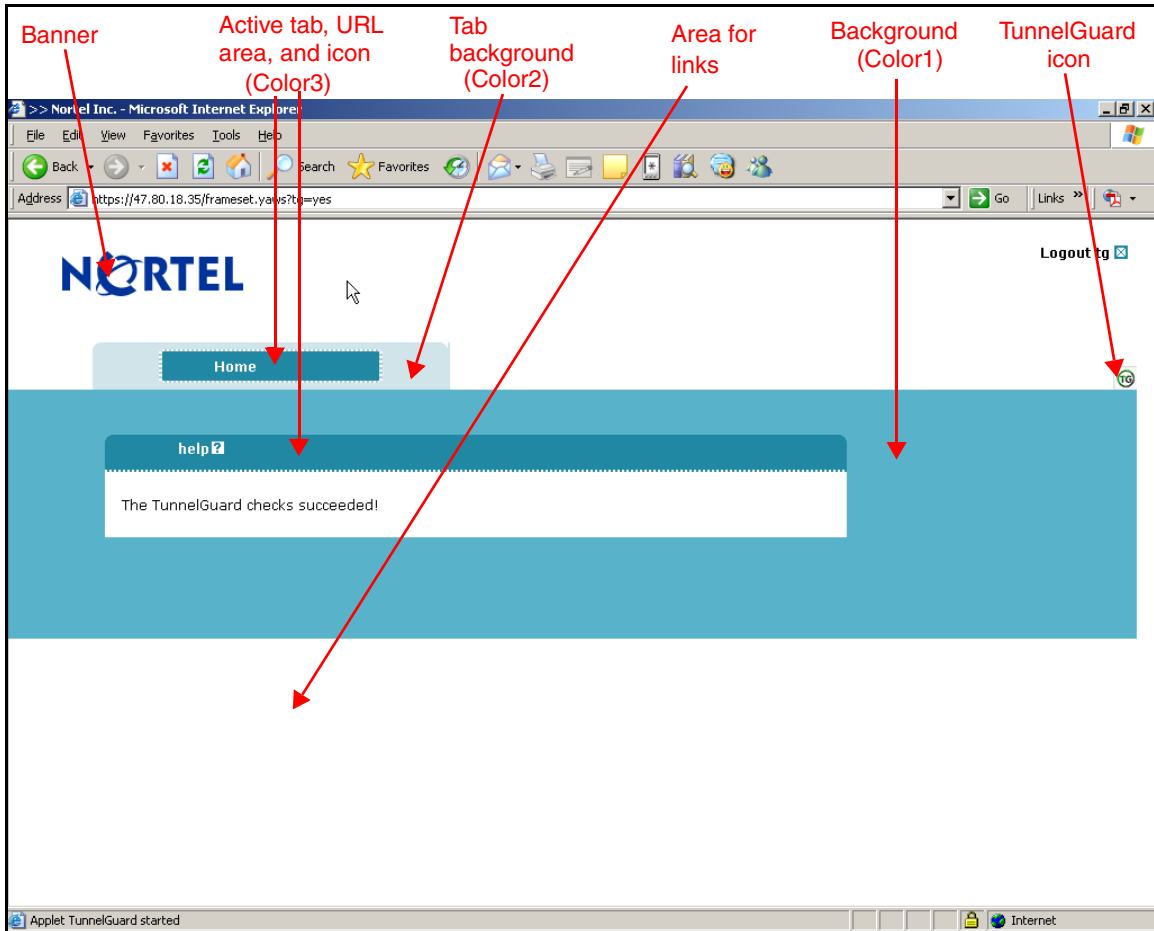 Banner
Active tab, URL
area, and icon
(Color3)
Tab
background
(Color2)
Area for
links
Background
(Color1)
TunnelGuard
icon
>> Nortel Inc. - Microsoft Internet Explorer
File Edit View Favorites Tools Help
Back Search Favorites
Address https://47.80.18.35/frameset.yaws?tg=yes Go Links »
NORTEL
Logout tg
Home
TG
help?
The TunnelGuard checks succeeded!
Applet TunnelGuard started Internet